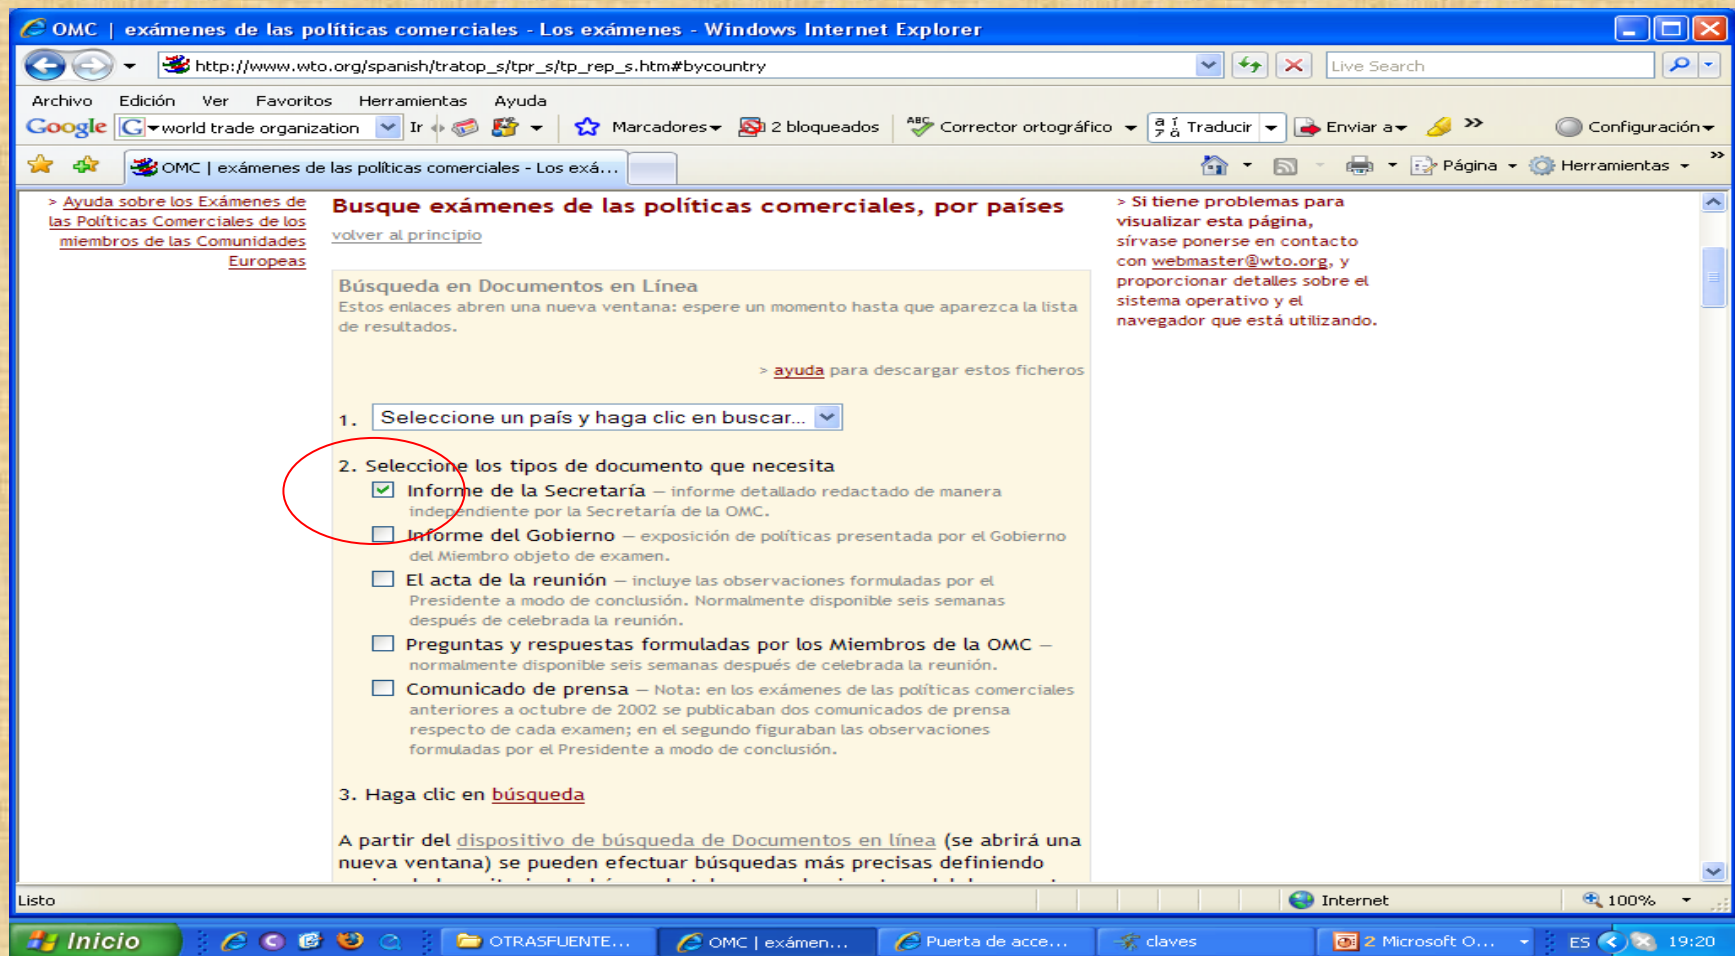 OMC | exámenes de las políticas comerciales - Los exámenes - Windows Internet Explorer
http://www.wto.org/spanish/tratop_s/tpr_s/tp_rep_s.htm#bycountry
Live Search
Archivo Edición Ver Favoritos Herramientas Ayuda
Google G world trade organization Ir Marcadores 2 bloqueados ABC Corrector ortográfico Traducir Enviar a >> Configuración
OMC | exámenes de las políticas comerciales - Los exá... Página Herramientas >>
> Ayuda sobre los Exámenes de
las Políticas Comerciales de los
miembros de las Comunidades
Europeas
Busque exámenes de las políticas comerciales, por países
volver al principio
Búsqueda en Documentos en Línea
Estos enlaces abren una nueva ventana: espere un momento hasta que aparezca la lista
de resultados.
> ayuda para descargar estos ficheros
1. Seleccione un país y haga clic en buscar...
2. Seleccione los tipos de documento que necesita
Informe de la Secretaría — informe detallado redactado de manera
independiente por la Secretaría de la OMC.
Informe del Gobierno — exposición de políticas presentada por el Gobierno
del Miembro objeto de examen.
El acta de la reunión — incluye las observaciones formuladas por el
Presidente a modo de conclusión. Normalmente disponible seis semanas
después de celebrada la reunión.
Preguntas y respuestas formuladas por los Miembros de la OMC —
normalmente disponible seis semanas después de celebrada la reunión.
Comunicado de prensa — Nota: en los exámenes de las políticas comerciales
anteriores a octubre de 2002 se publicaban dos comunicados de prensa
respecto de cada examen; en el segundo figuraban las observaciones
formuladas por el Presidente a modo de conclusión.
3. Haga clic en búsqueda
A partir del dispositivo de búsqueda de Documentos en línea (se abrirá una
nueva ventana) se pueden efectuar búsquedas más precisas definiendo
> Si tiene problemas para
visualizar esta página,
sírvase ponerse en contacto
con webmaster@wto.org, y
proporcionar detalles sobre el
sistema operativo y el
navegador que está utilizando.
Listo Internet 100%
Inicio OTRASFUENTE... OMC | exámen... Puerta de acce... claves 2 Microsoft O... ES 19:20